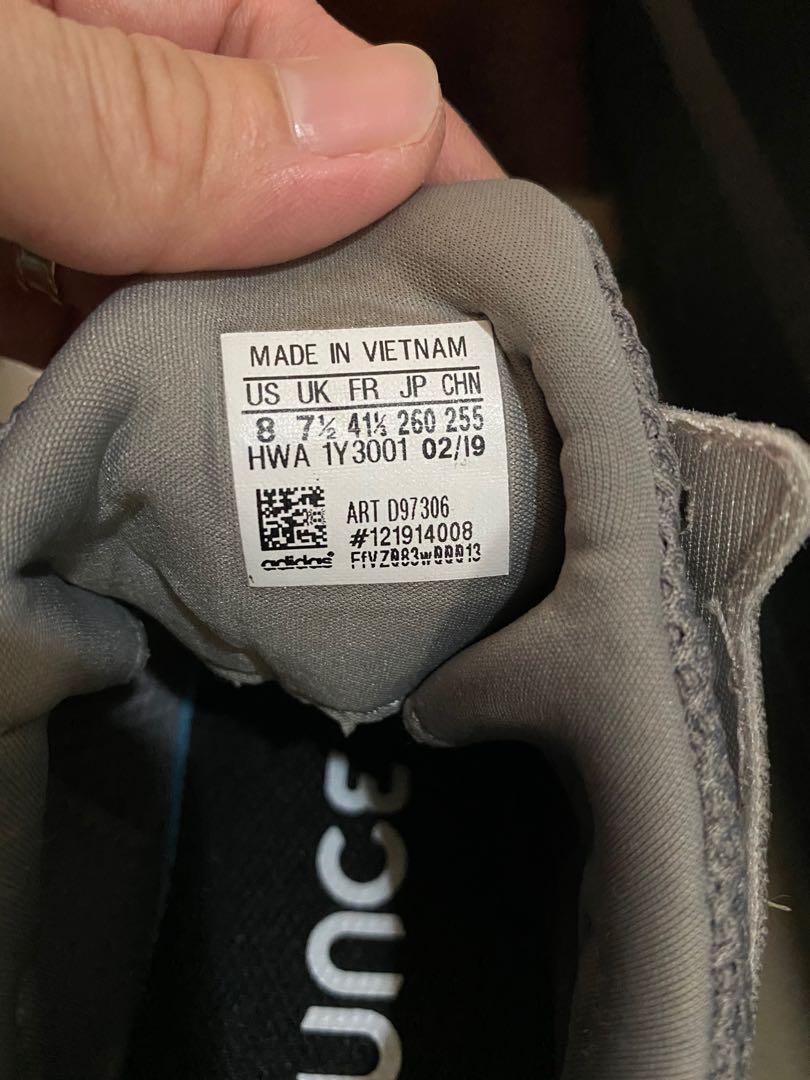 MADE IN VIETNAM
US UK FR JP CHN
8 7½ 41⅓ 260 255
HWA 1Y3001 02/19
ART D97306
#121914008
adidas®
UNCE